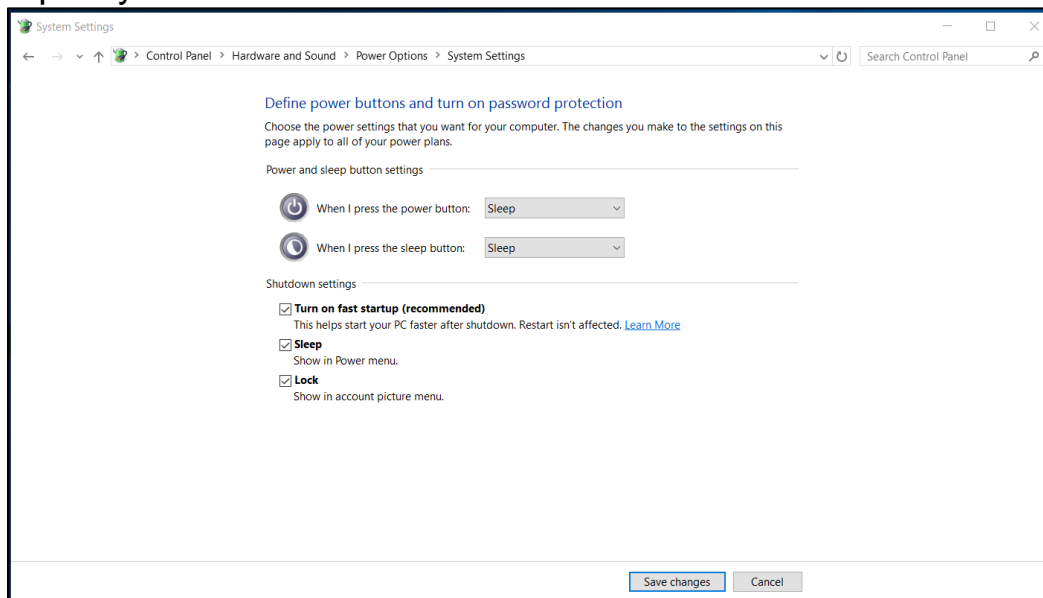 System Settings
Control Panel > Hardware and Sound > Power Options > System Settings
Search Control Panel
Define power buttons and turn on password protection
Choose the power settings that you want for your computer. The changes you make to the settings on this
page apply to all of your power plans.
Power and sleep button settings
When I press the power button: Sleep
When I press the sleep button: Sleep
Shutdown settings
Turn on fast startup (recommended)
This helps start your PC faster after shutdown. Restart isn't affected. Learn More
Sleep
Show in Power menu.
Lock
Show in account picture menu.
Save changes Cancel